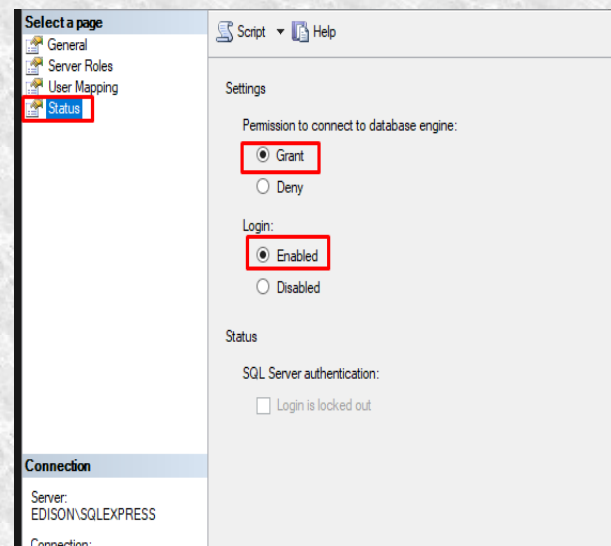 Select a page
General
Server Roles
User Mapping
Status
Script
Help
Settings
Permission to connect to database engine:
Grant
Deny
Login:
Enabled
Disabled
Status
SQL Server authentication:
Login is locked out
Connection
Server:
EDISON\SQLEXPRESS
Connection: